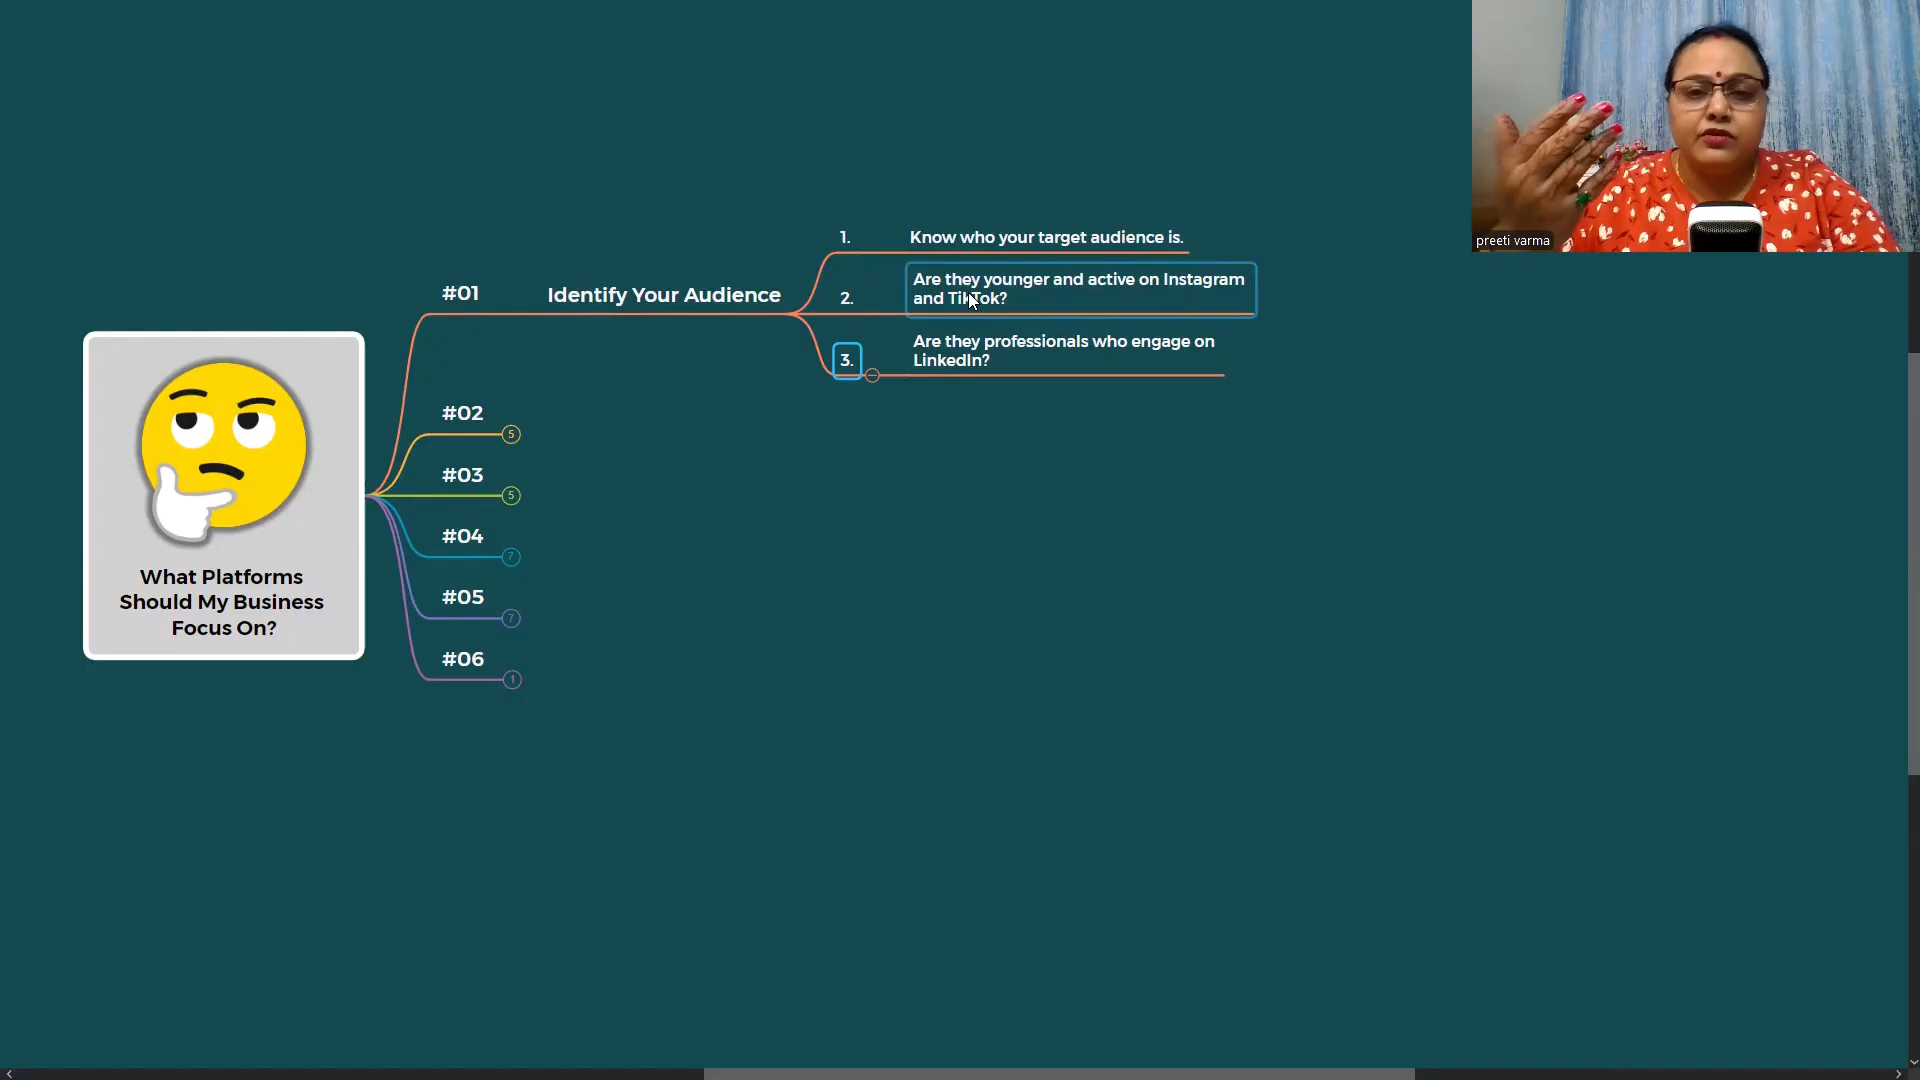 preeti varma
1. Know who your target audience is.
Are they younger and active on Instagram
2. and TikTok?
#01 Identify Your Audience
Are they professionals who engage on
3. LinkedIn?
#02 5
#03 5
#04 7
#05 7
#06 1
What Platforms
Should My Business
Focus On?